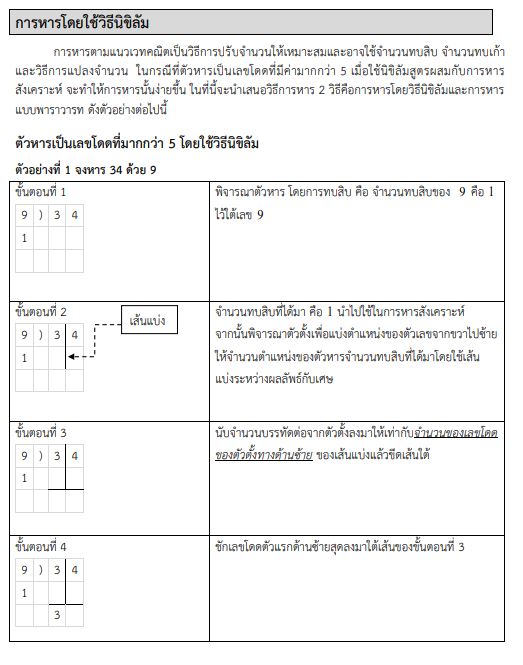 การหารโดยใช้วิธีนิขิลัม
การหารตามแนวเวทคณิตเป็นวิธีการปรับจำนวนให้เหมาะสมและอาจใช้จำนวนทบสิบ จำนวนทบเก้า
และวิธีการแปลงจำนวน ในกรณีที่ตัวหารเป็นเลขโดดที่มีค่ามากกว่า 5 เมื่อใช้นิขิลัมสูตรผสมกับการหาร
สังเคราะห์ จะทำให้การหารนั้นง่ายขึ้น ในที่นี้จะนำเสนอวิธีการหาร 2 วิธีคือการหารโดยวิธีนิขิลัมและการหาร
แบบพาราวารท ดังตัวอย่างต่อไปนี้
ตัวหารเป็นเลขโดดที่มากกว่า 5 โดยใช้วิธีนิขิลัม
ตัวอย่างที่ 1 จงหาร 34 ด้วย 9
ขั้นตอนที่ 1
9 ) 3 4
1
พิจารณาตัวหาร โดยการทบสิบ คือ จำนวนทบสิบของ 9 คือ 1
ไว้ใต้เลข 9
ขั้นตอนที่ 2
9 ) 3 4
1
เส้นแบ่ง
จำนวนทบสิบที่ได้มา คือ 1 นำไปใช้ในการหารสังเคราะห์
จากนั้นพิจารณาตัวตั้งเพื่อแบ่งตำแหน่งของตัวเลขจากขวาไปซ้าย
ให้จำนวนตำแหน่งของตัวหารจำนวนทบสิบที่ได้มาโดยใช้เส้น
แบ่งระหว่างผลลัพธ์กับเศษ
ขั้นตอนที่ 3
9 ) 3 4
1
นับจำนวนบรรทัดต่อจากตัวตั้งลงมาให้เท่ากับจำนวนของเลขโดด
ของตัวตั้งทางด้านซ้าย ของเส้นแบ่งแล้วขีดเส้นใต้
ขั้นตอนที่ 4
9 ) 3 4
1
3
ชักเลขโดดตัวแรกด้านซ้ายสุดลงมาใต้เส้นของขั้นตอนที่ 3